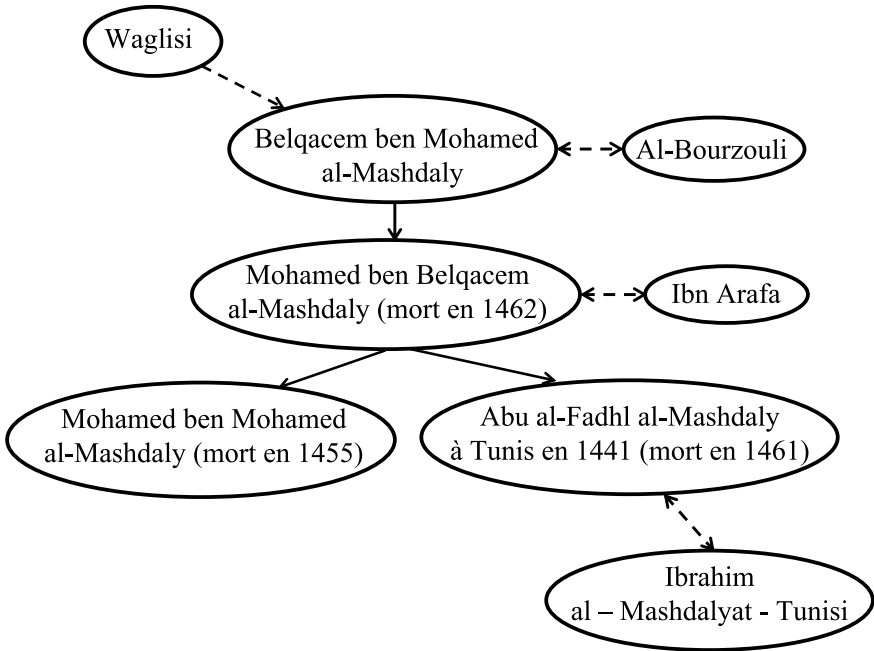 Waglisi
Belqacem ben Mohamed
al-Mashdaly
Al-Bourzouli
Mohamed ben Belqacem
al-Mashdaly (mort en 1462)
Ibn Arafa
Mohamed ben Mohamed
al-Mashdaly (mort en 1455)
Abu al-Fadhl al-Mashdaly
à Tunis en 1441 (mort en 1461)
Ibrahim
al – Mashdalyat - Tunisi